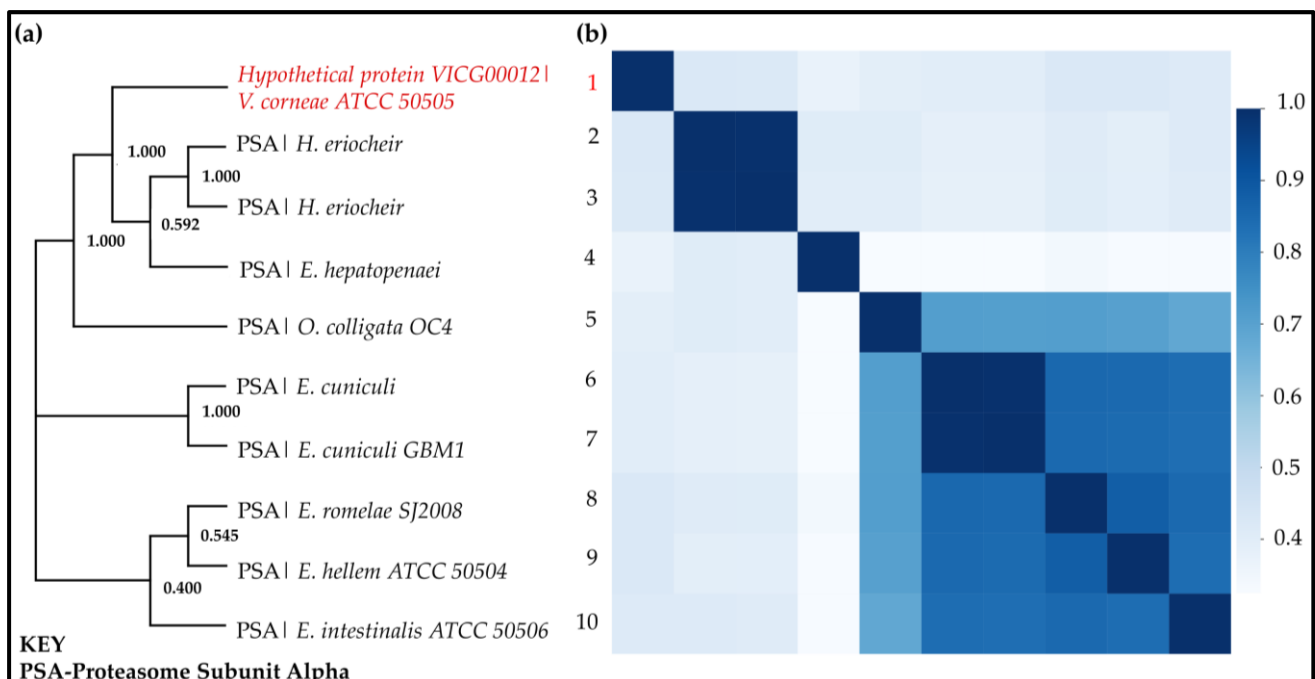 (a)
Hypothetical protein VICG00012|
V. corneae ATCC 50505
PSA| H. eriocheir
PSA| H. eriocheir
PSA| E. hepatopenaei
PSA| O. colligata OC4
PSA| E. cuniculi
PSA| E. cuniculi GBM1
PSA| E. romelae SJ2008
PSA| E. hellem ATCC 50504
PSA| E. intestinalis ATCC 50506
1.000
1.000
0.592
1.000
1.000
0.545
0.400
KEY
PSA-Proteasome Subunit Alpha
(b)
1
2
3
4
5
6
7
8
9
10
1.0
0.9
0.8
0.7
0.6
0.5
0.4